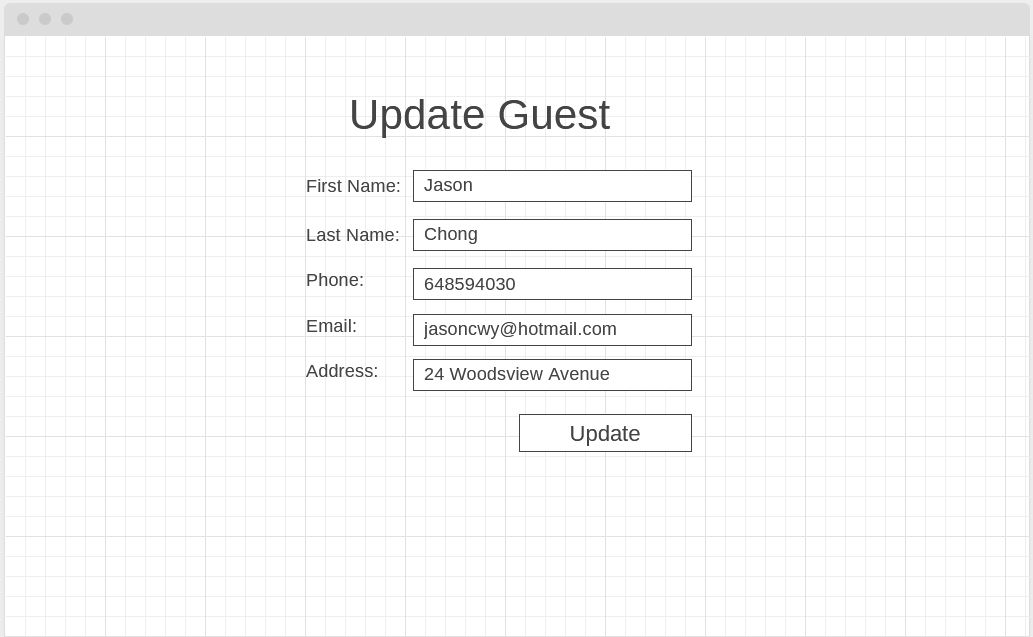 Update Guest
First Name: Jason
Last Name: Chong
Phone: 648594030
Email: jasoncwy@hotmail.com
Address: 24 Woodsview Avenue
Update